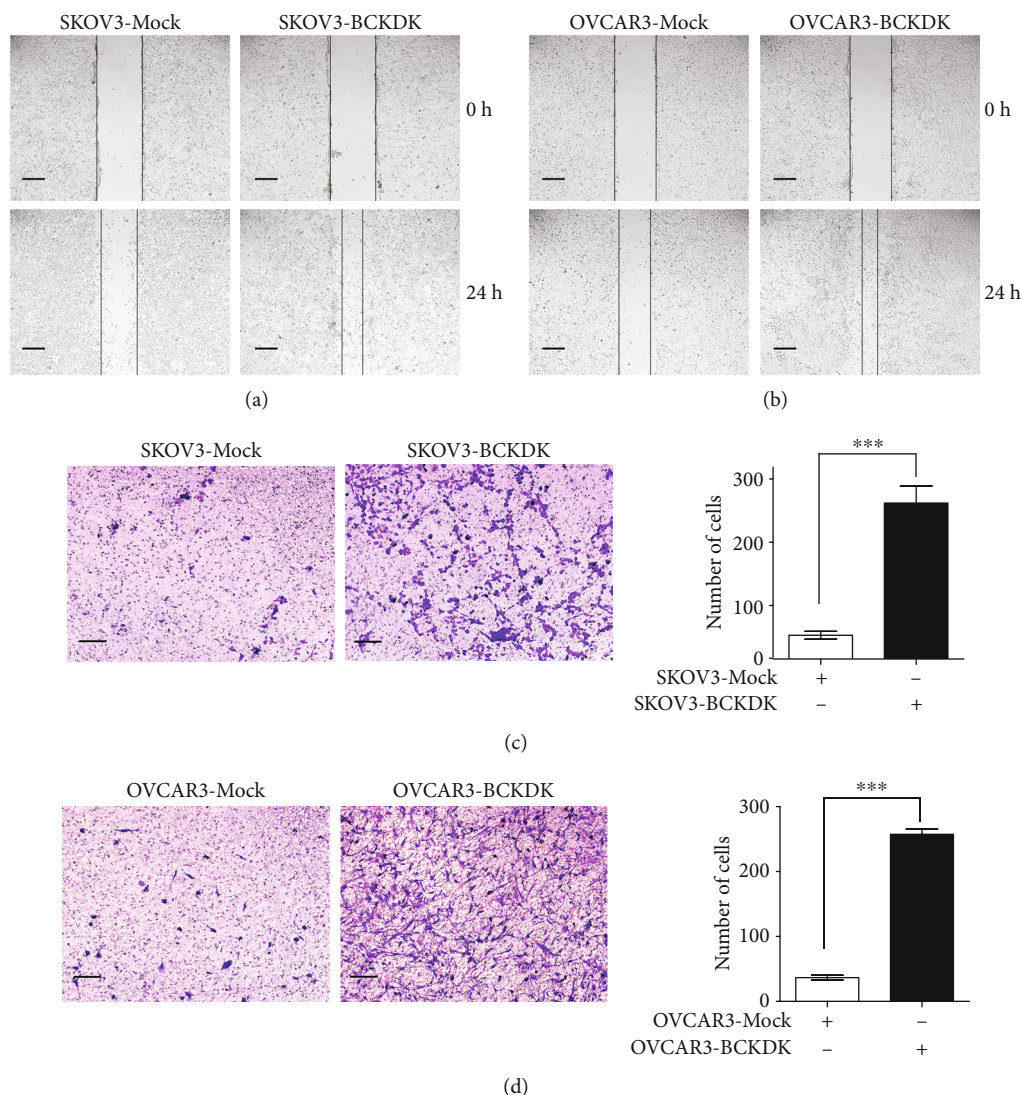 SKOV3-Mock SKOV3-BCKDK OVCAR3-Mock OVCAR3-BCKDK
0 h 0 h
24 h 24 h
(a) (b)
SKOV3-Mock SKOV3-BCKDK
***
Number of cells
300
200
100
0
SKOV3-Mock + –
SKOV3-BCKDK – +
(c)
OVCAR3-Mock OVCAR3-BCKDK
***
Number of cells
300
200
100
0
OVCAR3-Mock + –
OVCAR3-BCKDK – +
(d)